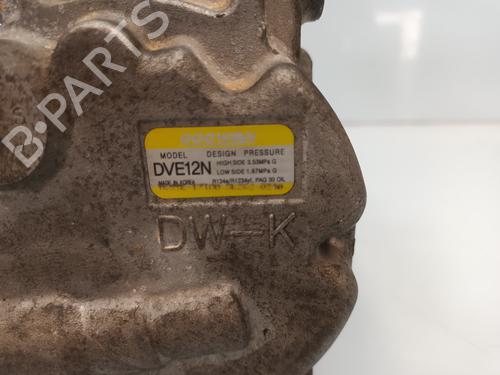 MODEL DESIGN PRESSURE
DVE12N HIGH SIDE 3.53MPa G
LOW SIDE 1.67MPa G
MADE IN KOREA R134a/R1234yf, PAG 30 OIL
DW-K
B-PARTS